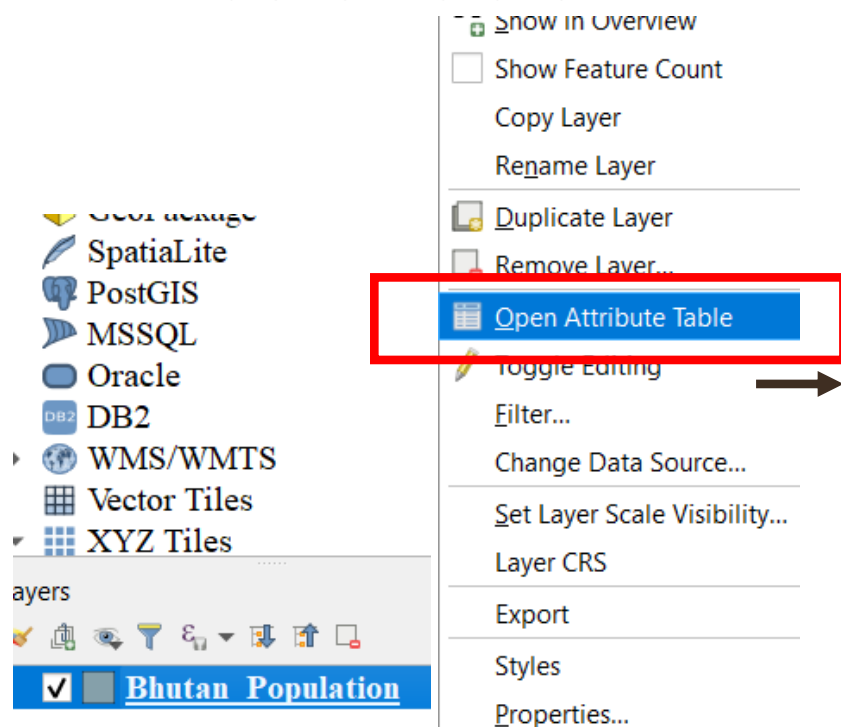 GeoPackage
SpatiaLite
PostGIS
MSSQL
Oracle
DB2
DB2
WMS/WMTS
Vector Tiles
XYZ Tiles
ayers
Bhutan Population
Show in Overview
Show Feature Count
Copy Layer
Rename Layer
Duplicate Layer
Remove Layer...
Open Attribute Table
Toggle Editing
Filter...
Change Data Source...
Set Layer Scale Visibility...
Layer CRS
Export
Styles
Properties...